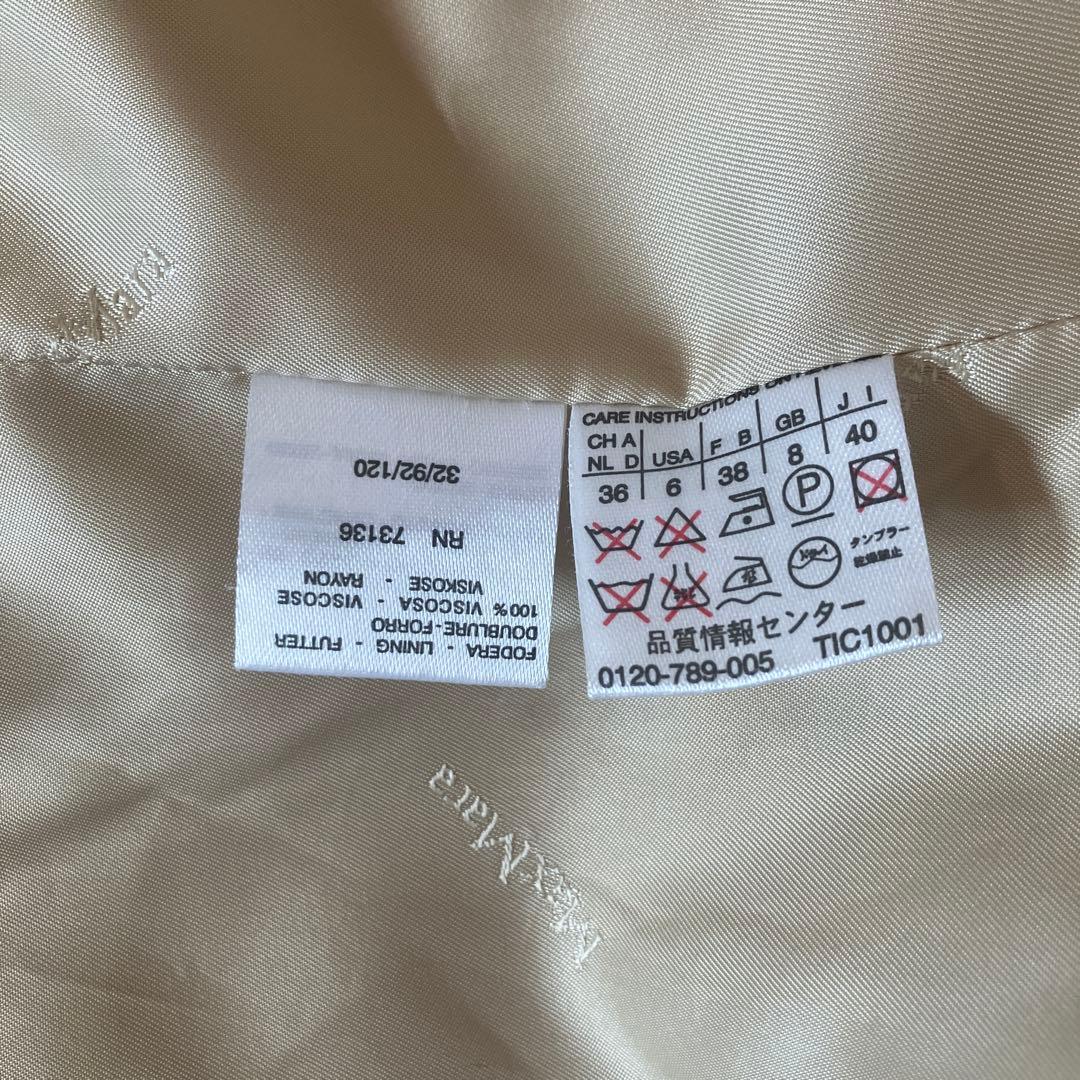 FODERA - LINING - FUTTER
DOUBLURE-FORRO
100% VISCOSA - VISCOSE
VISKOSE - RAYON
RN 73136
32/92/120
CARE INSTRUCTIONS
CH A
NL D
USA
F B
GB
J I
36 6 38 8 40
P
タンブラー
乾燥禁止
品質情報センター
0120-789-005 TIC1001
MaxMara